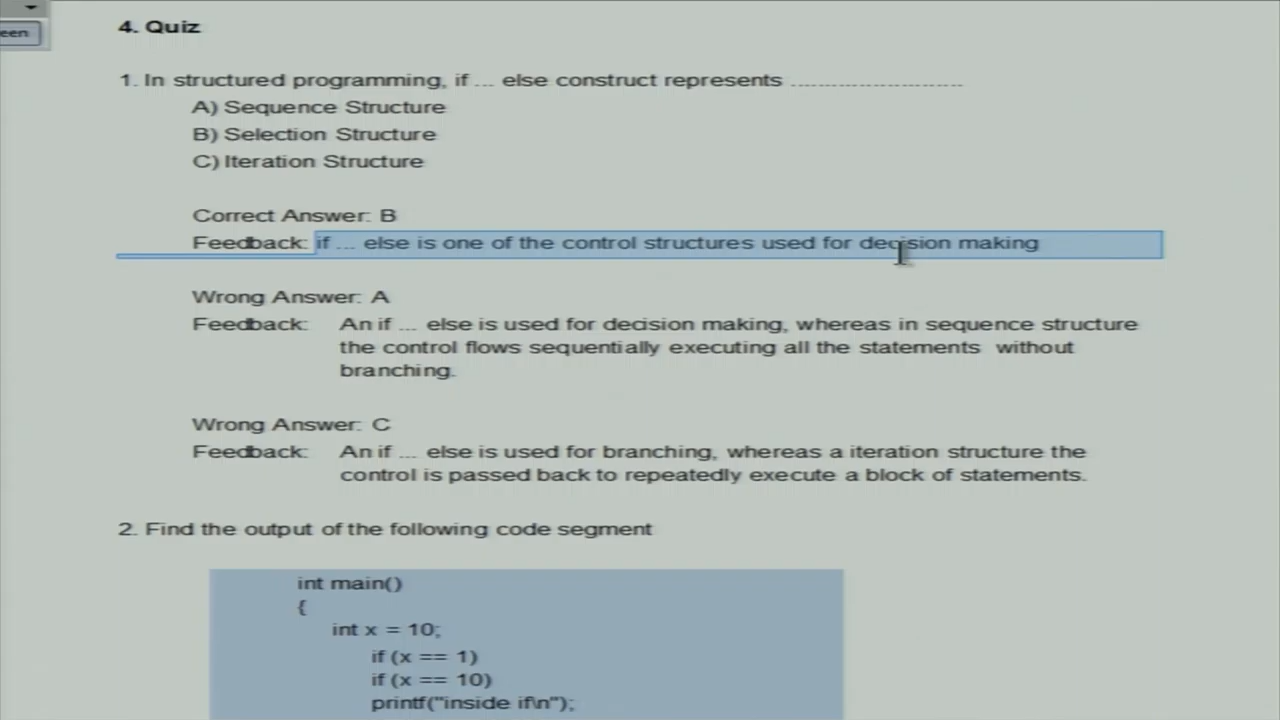 een
4. Quiz
1. In structured programming, if ... else construct represents ........................
A) Sequence Structure
B) Selection Structure
C) Iteration Structure
Correct Answer: B
Feedback: if ... else is one of the control structures used for decision making
Wrong Answer: A
Feedback: An if ... else is used for decision making, whereas in sequence structure
the control flows sequentially executing all the statements without
branching.
Wrong Answer: C
Feedback: An if ... else is used for branching, whereas a iteration structure the
control is passed back to repeatedly execute a block of statements.
2. Find the output of the following code segment
int main()
{
int x = 10;
if (x == 1)
if (x == 10)
printf("inside if\n");